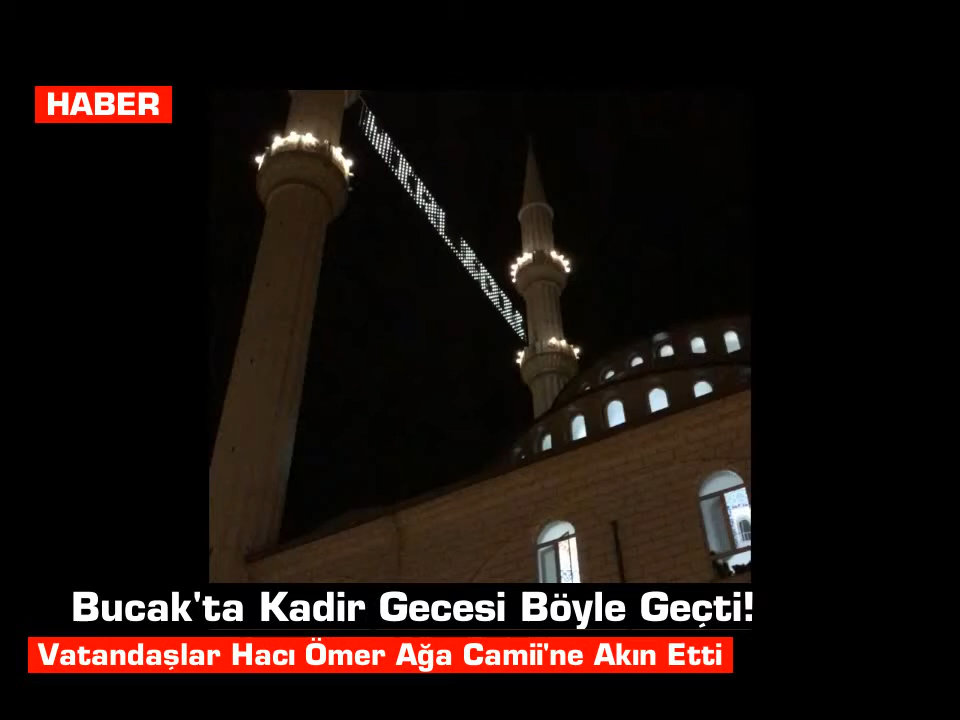 HABER
Bucak'ta Kadir Gecesi Böyle Geçti!
Vatandaşlar Hacı Ömer Ağa Camii'ne Akın Etti